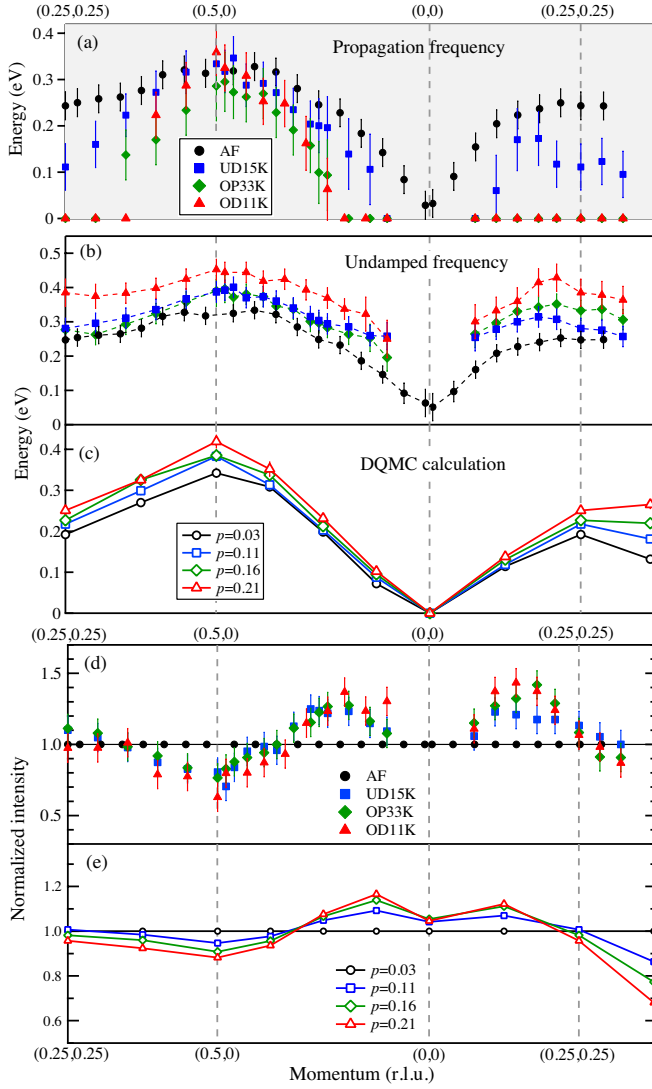 (0.25,0.25) (0.5,0) (0,0) (0.25,0.25)
(a) Propagation frequency
0.4
0.3
0.2
0.1
0
Energy (eV)
AF
UD15K
OP33K
OD11K
(b) Undamped frequency
0.5
0.4
0.3
0.2
0.1
0
Energy (eV)
(c) DQMC calculation
0.4
0.3
0.2
0.1
0
Energy (eV)
p=0.03
p=0.11
p=0.16
p=0.21
(0.25,0.25) (0.5,0) (0,0) (0.25,0.25)
(d)
1.5
1.0
0.5
AF
UD15K
OP33K
OD11K
Normalized intensity
(e)
1.2
1.1
1.0
0.9
0.8
0.6
p=0.03
p=0.11
p=0.16
p=0.21
(0.25,0.25) (0.5,0) (0,0) (0.25,0.25)
Momentum (r.l.u.)